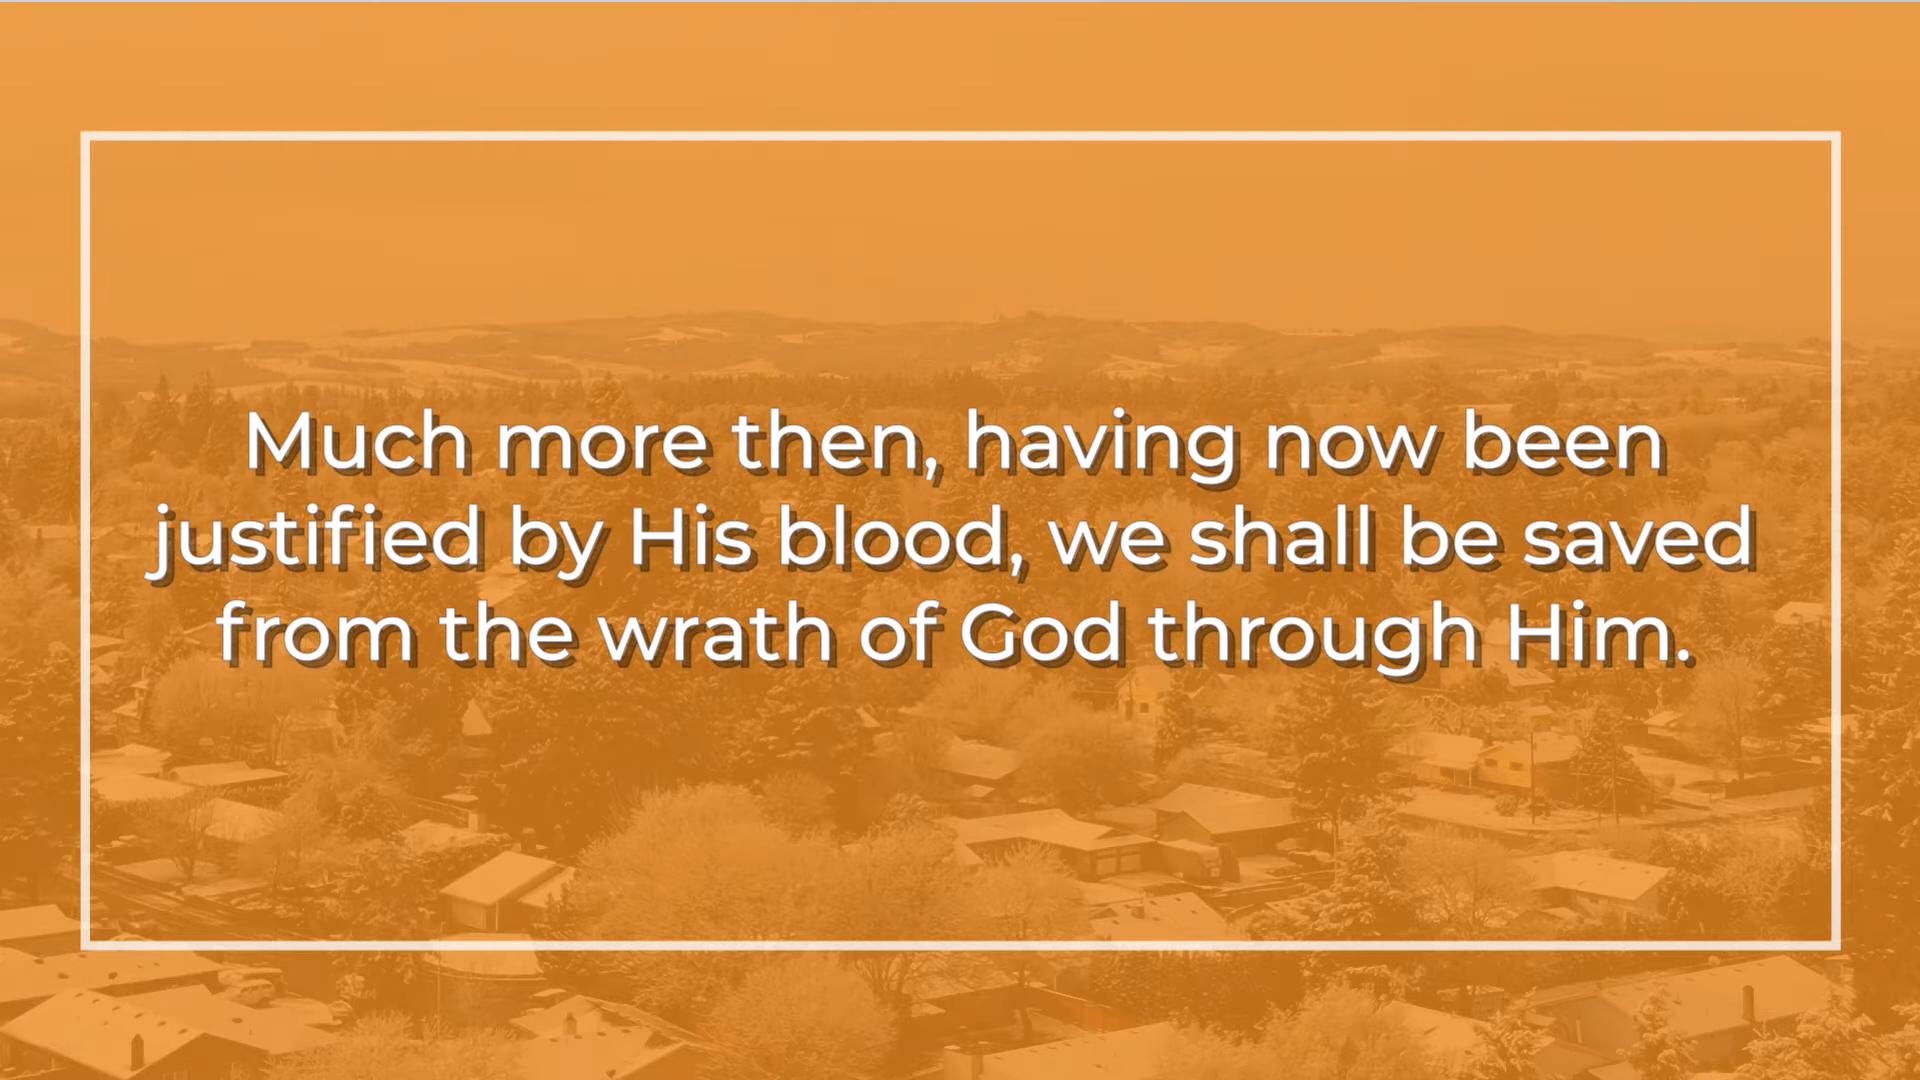 Much more then, having now been
justified by His blood, we shall be saved
from the wrath of God through Him.